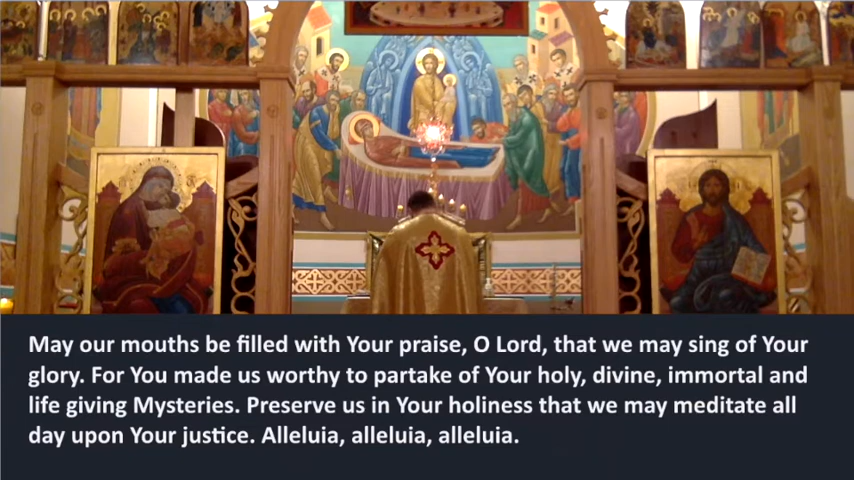 May our mouths be filled with Your praise, O Lord, that we may sing of Your
glory. For You made us worthy to partake of Your holy, divine, immortal and
life giving Mysteries. Preserve us in Your holiness that we may meditate all
day upon Your justice. Alleluia, alleluia, alleluia.